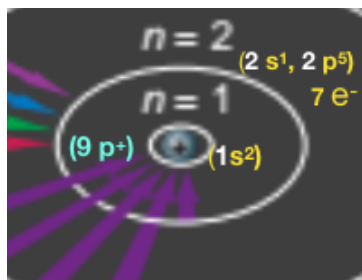 n = 2
(2 s¹, 2 p⁵)
n = 1
7 e⁻
(9 p⁺)
+
(1s²)